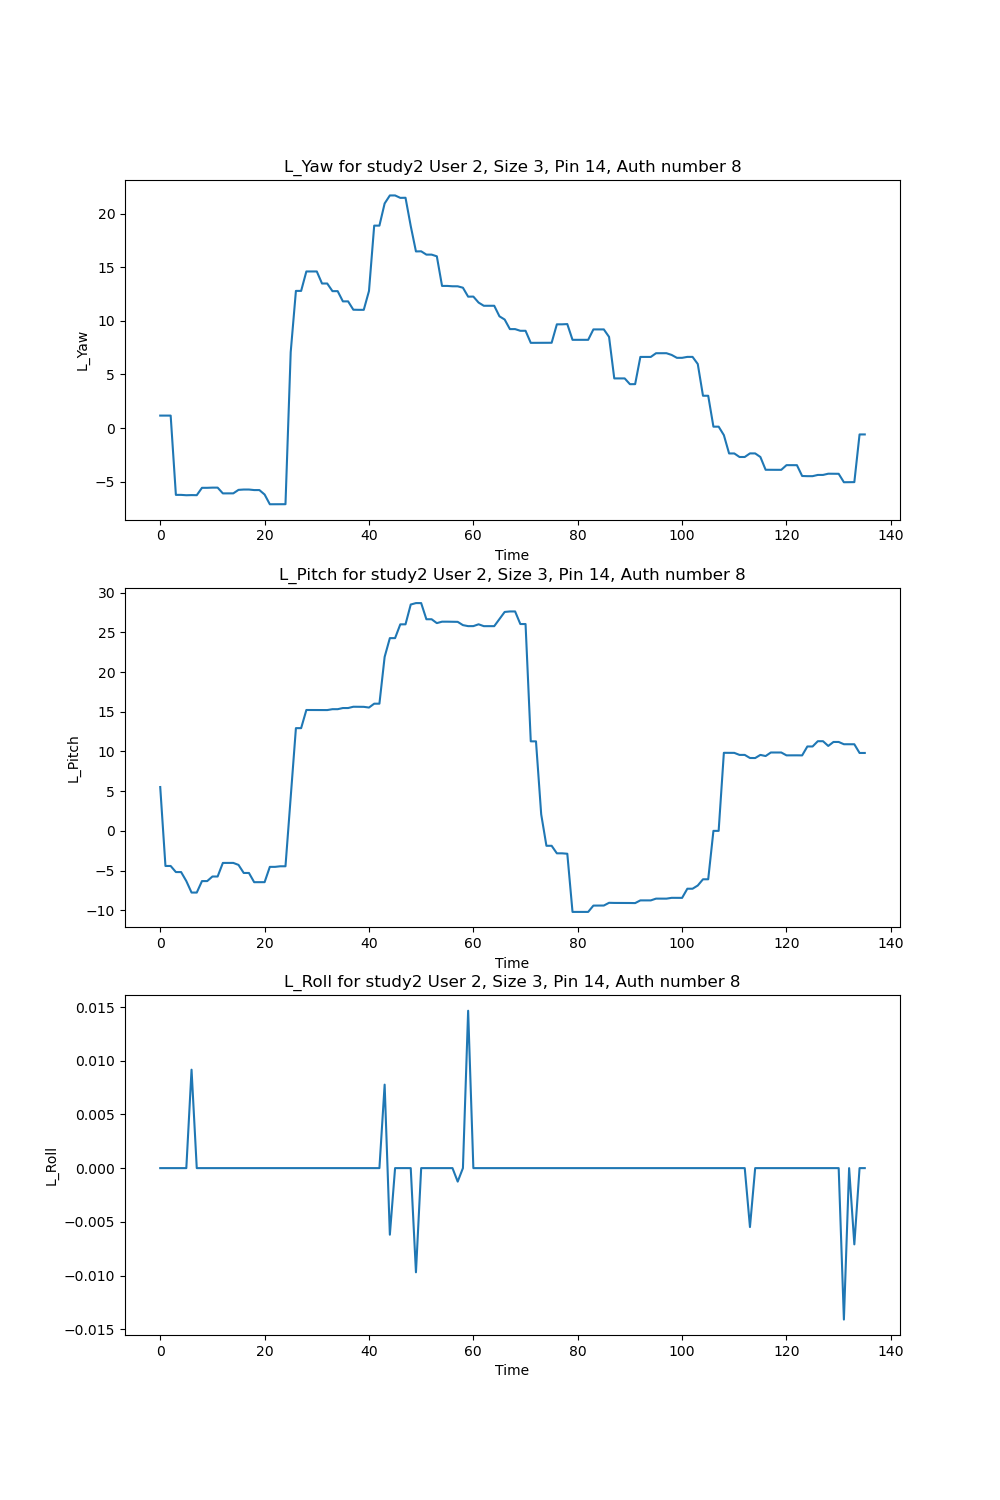 L_Yaw for study2 User 2, Size 3, Pin 14, Auth number 8
20
15
10
5
0
−5
L_Yaw
0 20 40 60 80 100 120 140
Time
L_Pitch for study2 User 2, Size 3, Pin 14, Auth number 8
30
25
20
15
10
5
0
−5
−10
L_Pitch
0 20 40 60 80 100 120 140
Time
L_Roll for study2 User 2, Size 3, Pin 14, Auth number 8
0.015
0.010
0.005
0.000
−0.005
−0.010
−0.015
L_Roll
0 20 40 60 80 100 120 140
Time